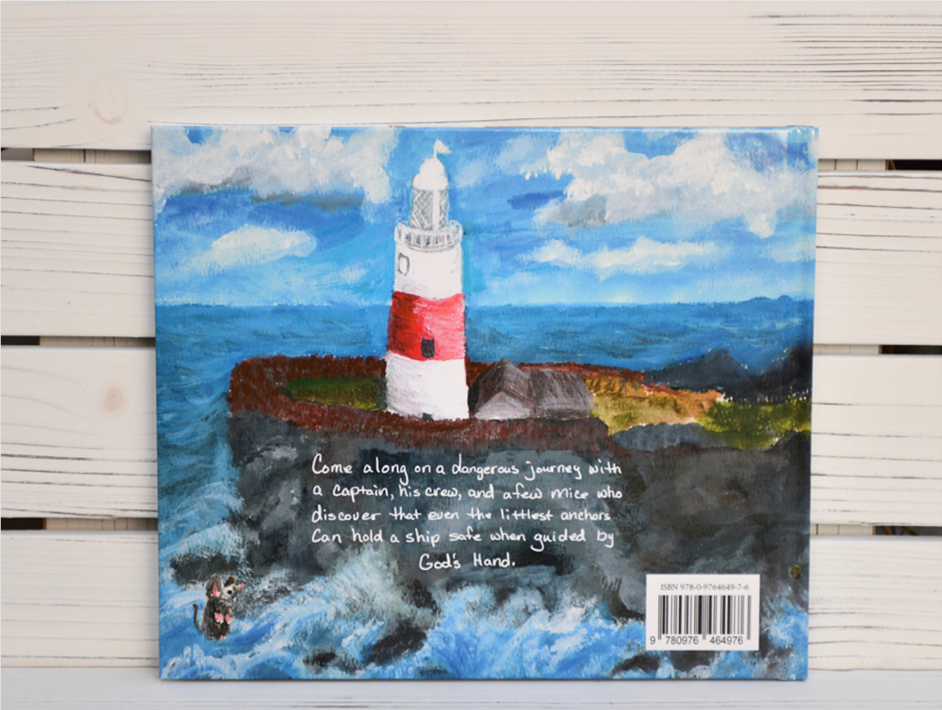 Come along on a dangerous journey with
a captain, his crew, and a few mice who
discover that even the littlest anchors
can hold a ship safe when guided by
God's Hand.
ISBN 978-0-9764649-7-6
9 780976 464976